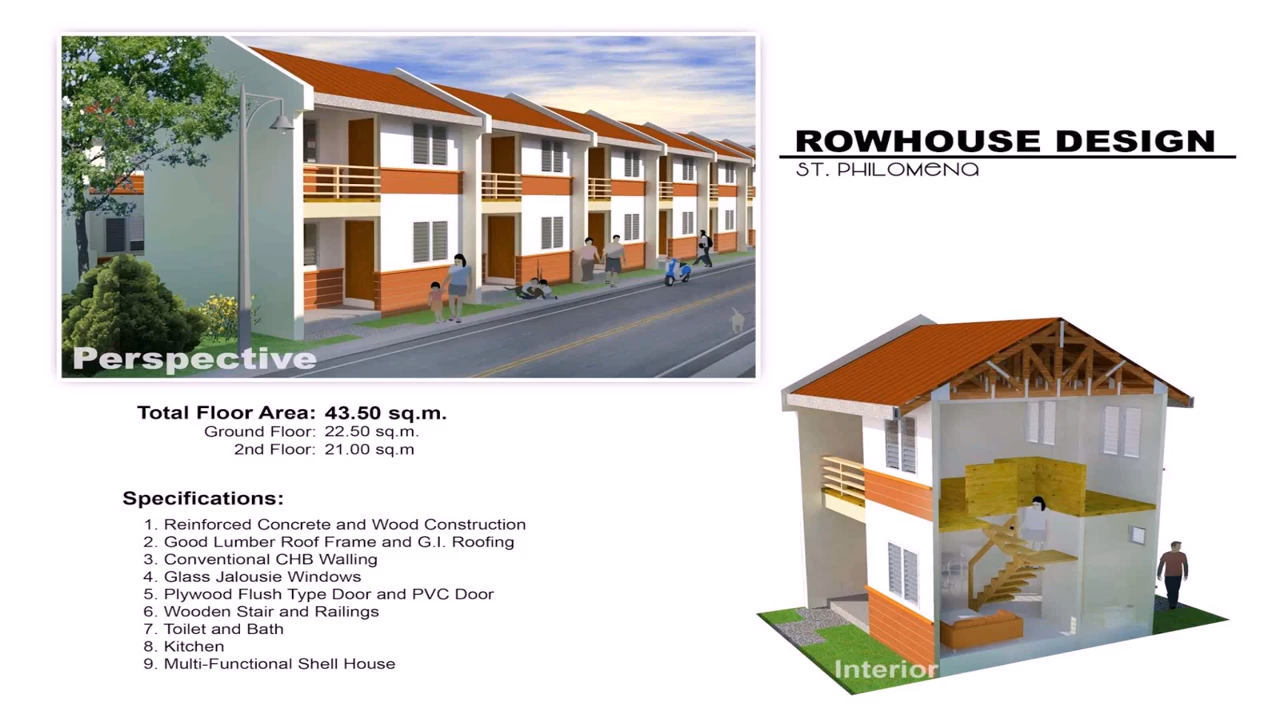 ROWHOUSE DESIGN
ST. PHILOMENA
Perspective
Total Floor Area: 43.50 sq.m.
Ground Floor: 22.50 sq.m.
2nd Floor: 21.00 sq.m
Specifications:
1. Reinforced Concrete and Wood Construction
2. Good Lumber Roof Frame and G.I. Roofing
3. Conventional CHB Walling
4. Glass Jalousie Windows
5. Plywood Flush Type Door and PVC Door
6. Wooden Stair and Railings
7. Toilet and Bath
8. Kitchen
9. Multi-Functional Shell House
Interior